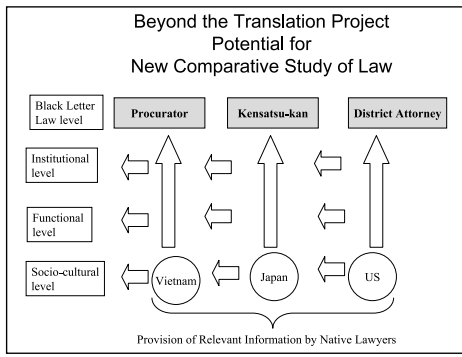 Beyond the Translation Project
Potential for
New Comparative Study of Law
Black Letter
Law level
Procurator
Kensatsu-kan
District Attorney
Institutional
level
Functional
level
Socio-cultural
level
Vietnam
Japan
US
Provision of Relevant Information by Native Lawyers